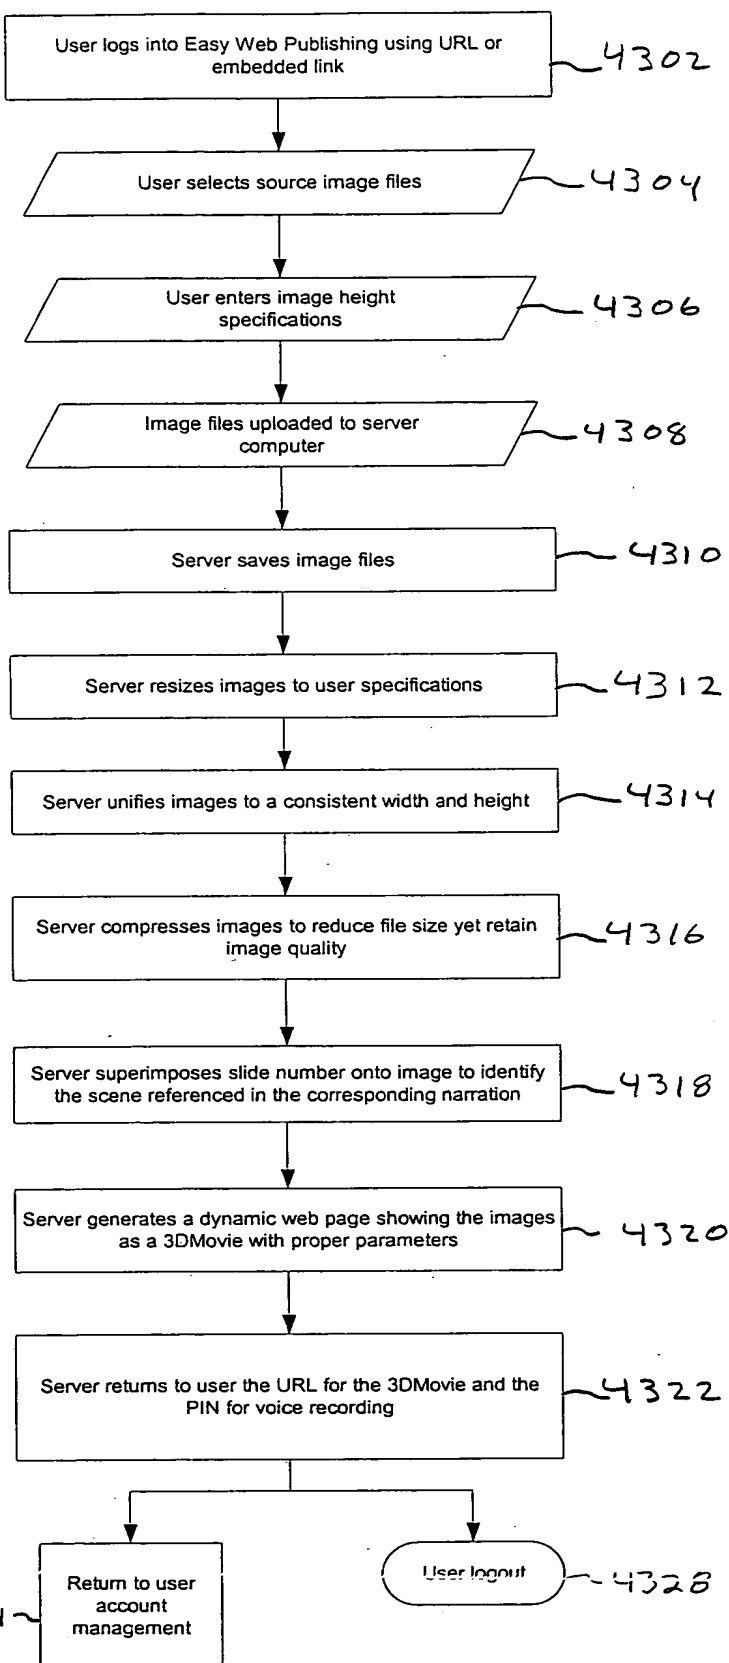 User logs into Easy Web Publishing using URL or
embedded link
4302
User selects source image files
4304
User enters image height
specifications
4306
Image files uploaded to server
computer
4308
Server saves image files
4310
Server resizes images to user specifications
4312
Server unifies images to a consistent width and height
4314
Server compresses images to reduce file size yet retain
image quality
4316
Server superimposes slide number onto image to identify
the scene referenced in the corresponding narration
4318
Server generates a dynamic web page showing the images
as a 3DMovie with proper parameters
4320
Server returns to user the URL for the 3DMovie and the
PIN for voice recording
4322
Return to user
account
management
User logout
4328